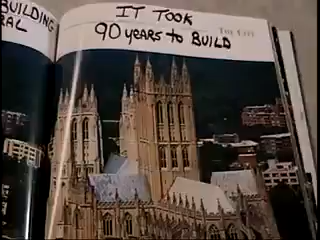 BUILDING
RAL
IT TOOK
THE CITY
90 YEARS to BUILD